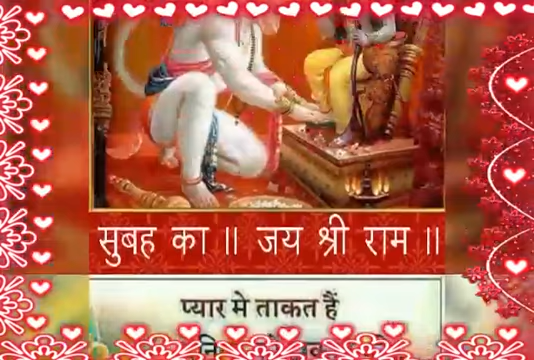 सुबह का ॥ जय श्री राम ॥
प्यार मे ताकत हैं